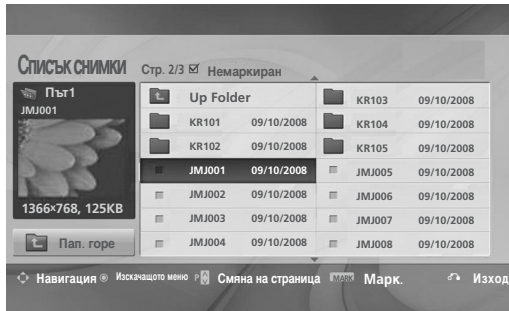 Списък снимки
Стр. 2/3 Немаркиран
Път1
JMJ001
1366×768, 125KB
Пап. горе
Up Folder
KR101 09/10/2008
KR102 09/10/2008
JMJ001 09/10/2008
JMJ002 09/10/2008
JMJ003 09/10/2008
JMJ004 09/10/2008
KR103 09/10/2008
KR104 09/10/2008
KR105 09/10/2008
JMJ005 09/10/2008
JMJ006 09/10/2008
JMJ007 09/10/2008
JMJ008 09/10/2008
Навигация Изскачащото меню P Смяна на страница MARK Марк. Изход